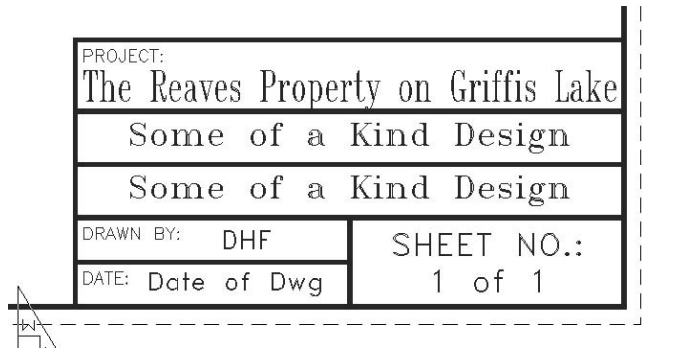 PROJECT:
The Reaves Property on Griffis Lake
Some of a Kind Design
Some of a Kind Design
DRAWN BY: DHF
DATE: Date of Dwg
SHEET NO.:
1 of 1